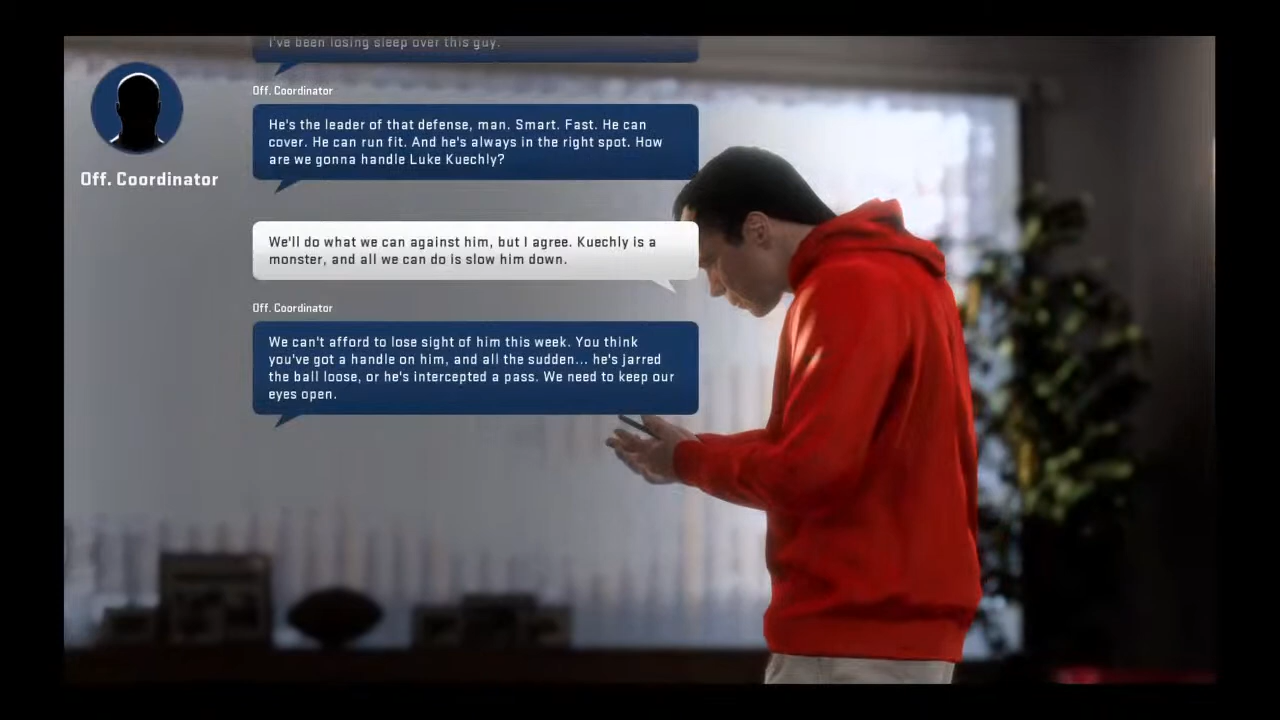 I've been losing sleep over this guy.
Off. Coordinator
He's the leader of that defense, man. Smart. Fast. He can
cover. He can run fit. And he's always in the right spot. How
are we gonna handle Luke Kuechly?
Off. Coordinator
We'll do what we can against him, but I agree. Kuechly is a
monster, and all we can do is slow him down.
Off. Coordinator
We can't afford to lose sight of him this week. You think
you've got a handle on him, and all the sudden... he's jarred
the ball loose, or he's intercepted a pass. We need to keep our
eyes open.